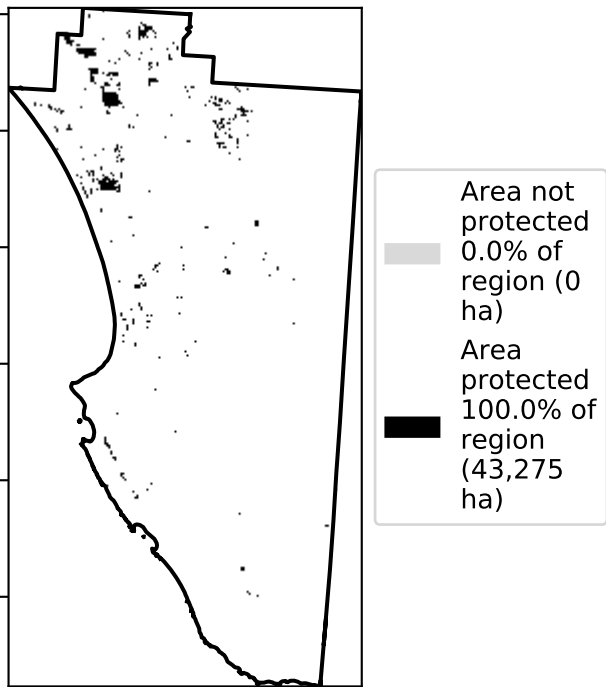 Area not
protected
0.0% of
region (0
ha)
Area
protected
100.0% of
region
(43,275
ha)